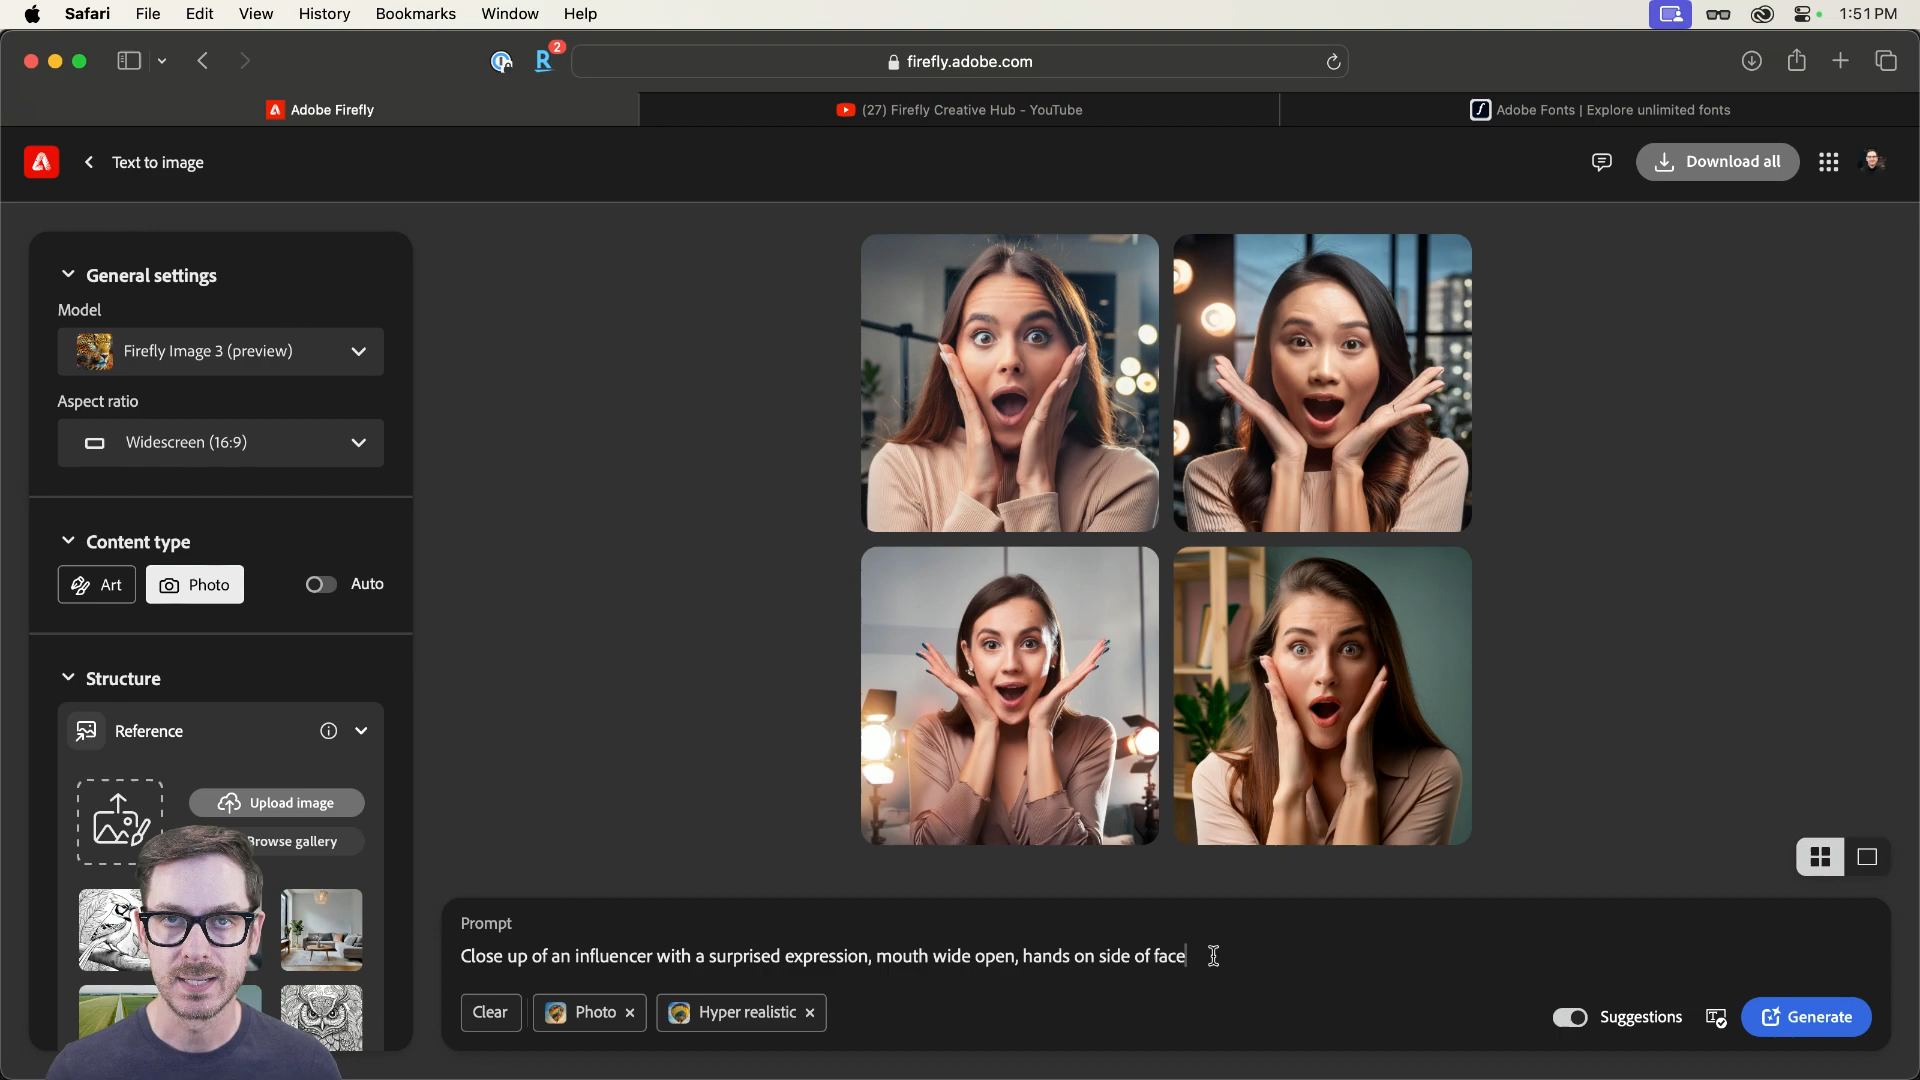 Safari File Edit View History Bookmarks Window Help 1:51 PM
R 2 firefly.adobe.com
Adobe Firefly
(27) Firefly Creative Hub - YouTube
Adobe Fonts | Explore unlimited fonts
Text to image
Download all
General settings
Model
Firefly Image 3 (preview)
Aspect ratio
Widescreen (16:9)
Content type
Art
Photo
Auto
Structure
Reference
Upload image
Browse gallery
Prompt
Close up of an influencer with a surprised expression, mouth wide open, hands on side of face
Clear
Photo
Hyper realistic
Suggestions
Generate